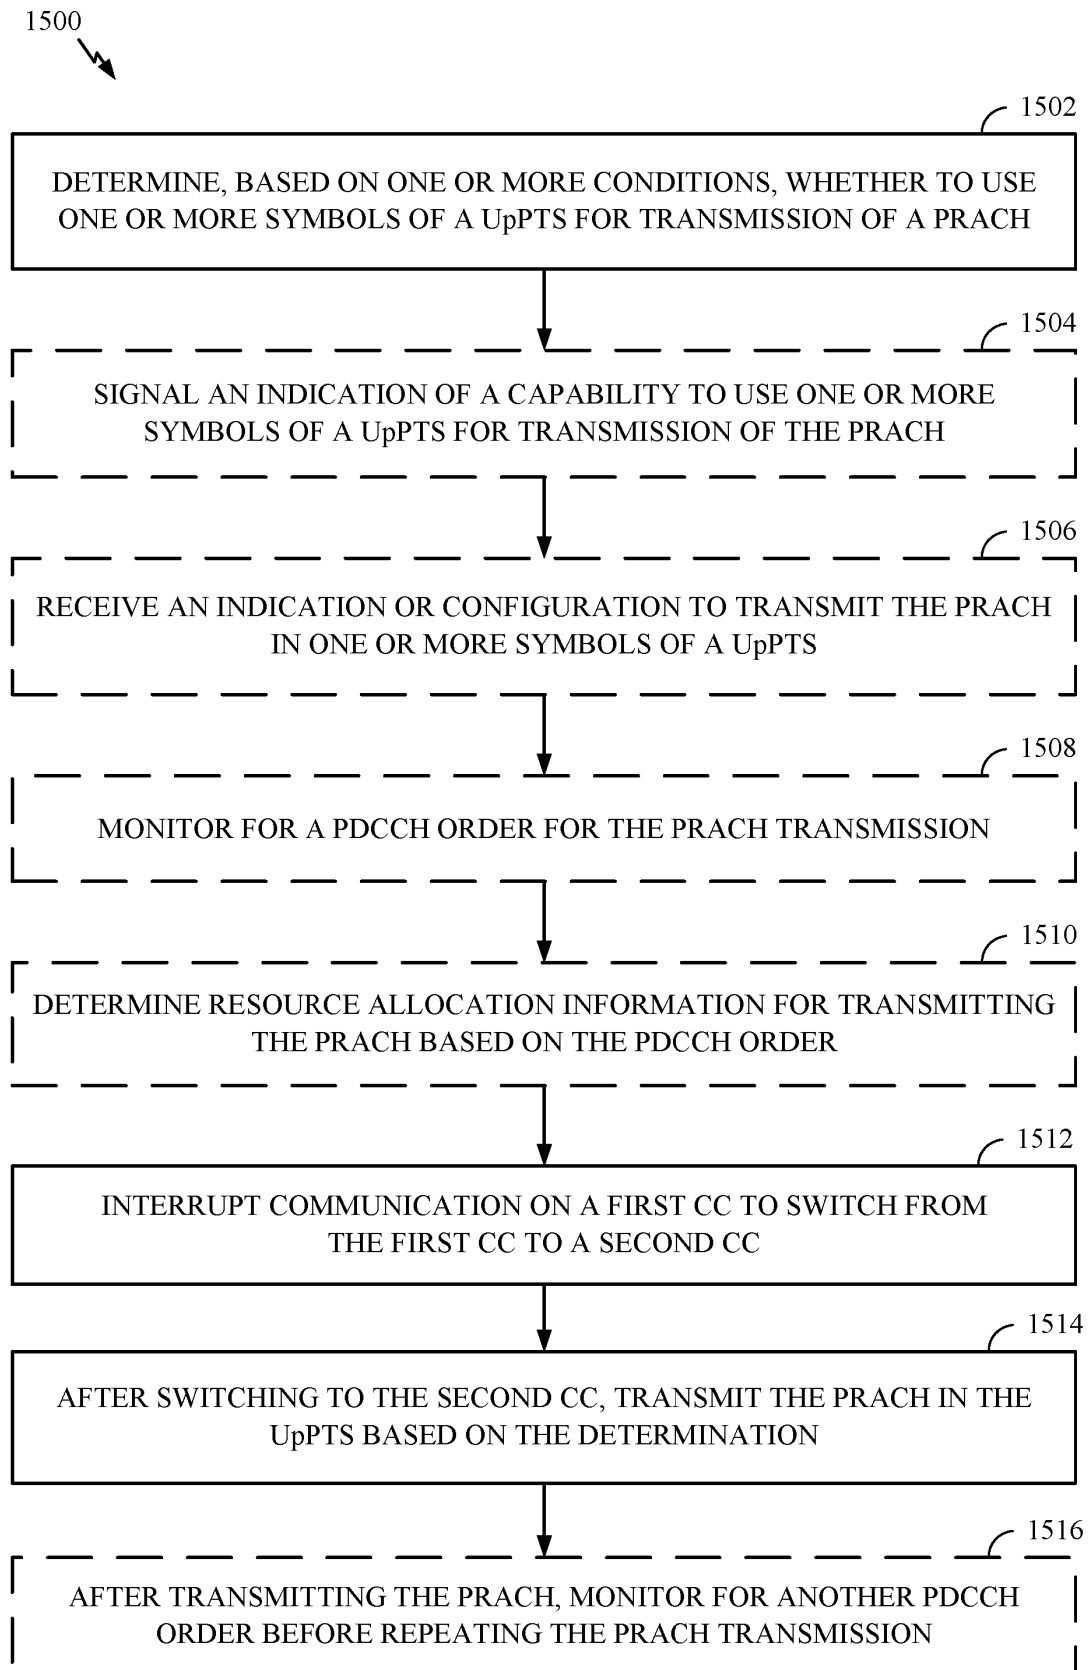 1500
1502
DETERMINE, BASED ON ONE OR MORE CONDITIONS, WHETHER TO USE
ONE OR MORE SYMBOLS OF A UpPTS FOR TRANSMISSION OF A PRACH
1504
SIGNAL AN INDICATION OF A CAPABILITY TO USE ONE OR MORE
SYMBOLS OF A UpPTS FOR TRANSMISSION OF THE PRACH
1506
RECEIVE AN INDICATION OR CONFIGURATION TO TRANSMIT THE PRACH
IN ONE OR MORE SYMBOLS OF A UpPTS
1508
MONITOR FOR A PDCCH ORDER FOR THE PRACH TRANSMISSION
1510
DETERMINE RESOURCE ALLOCATION INFORMATION FOR TRANSMITTING
THE PRACH BASED ON THE PDCCH ORDER
1512
INTERRUPT COMMUNICATION ON A FIRST CC TO SWITCH FROM
THE FIRST CC TO A SECOND CC
1514
AFTER SWITCHING TO THE SECOND CC, TRANSMIT THE PRACH IN THE
UpPTS BASED ON THE DETERMINATION
1516
AFTER TRANSMITTING THE PRACH, MONITOR FOR ANOTHER PDCCH
ORDER BEFORE REPEATING THE PRACH TRANSMISSION